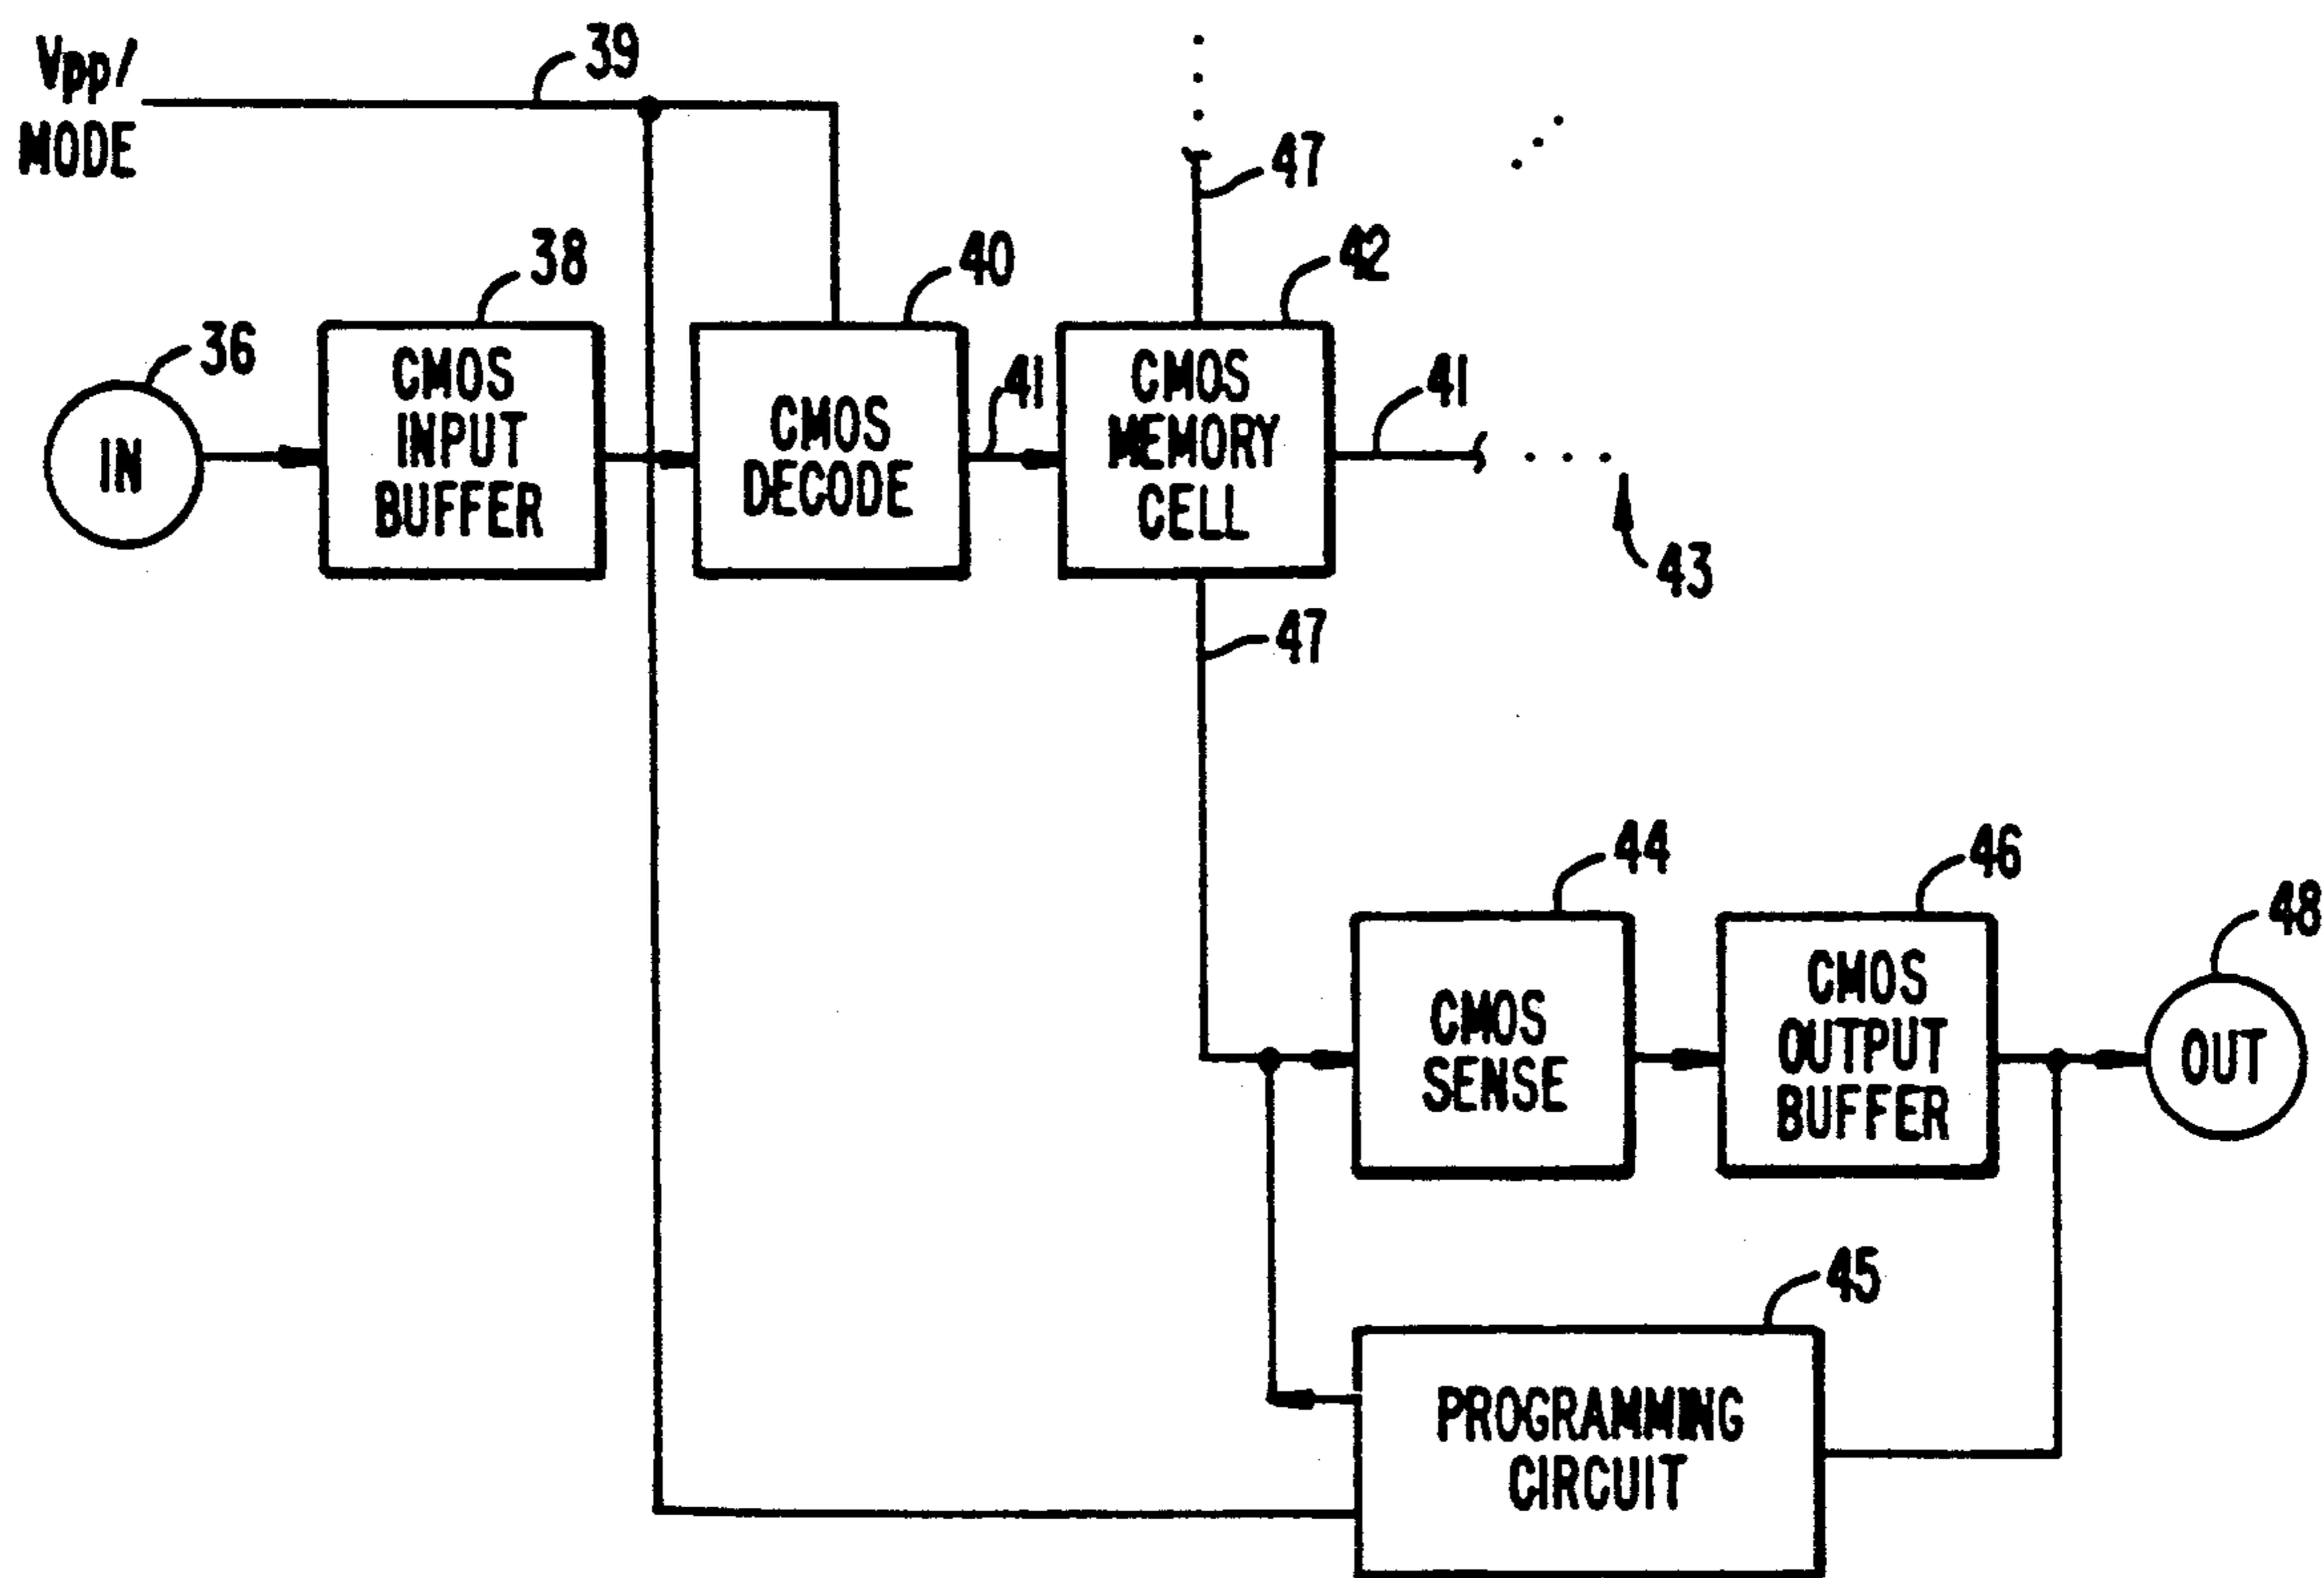 Vpp/
MODE
39
47
38
40
42
36
IN
CMOS
INPUT
BUFFER
CMOS
DECODE
41
CMOS
MEMORY
CELL
41
43
47
44
46
48
CMOS
SENSE
CMOS
OUTPUT
BUFFER
OUT
45
PROGRAMMING
CIRCUIT